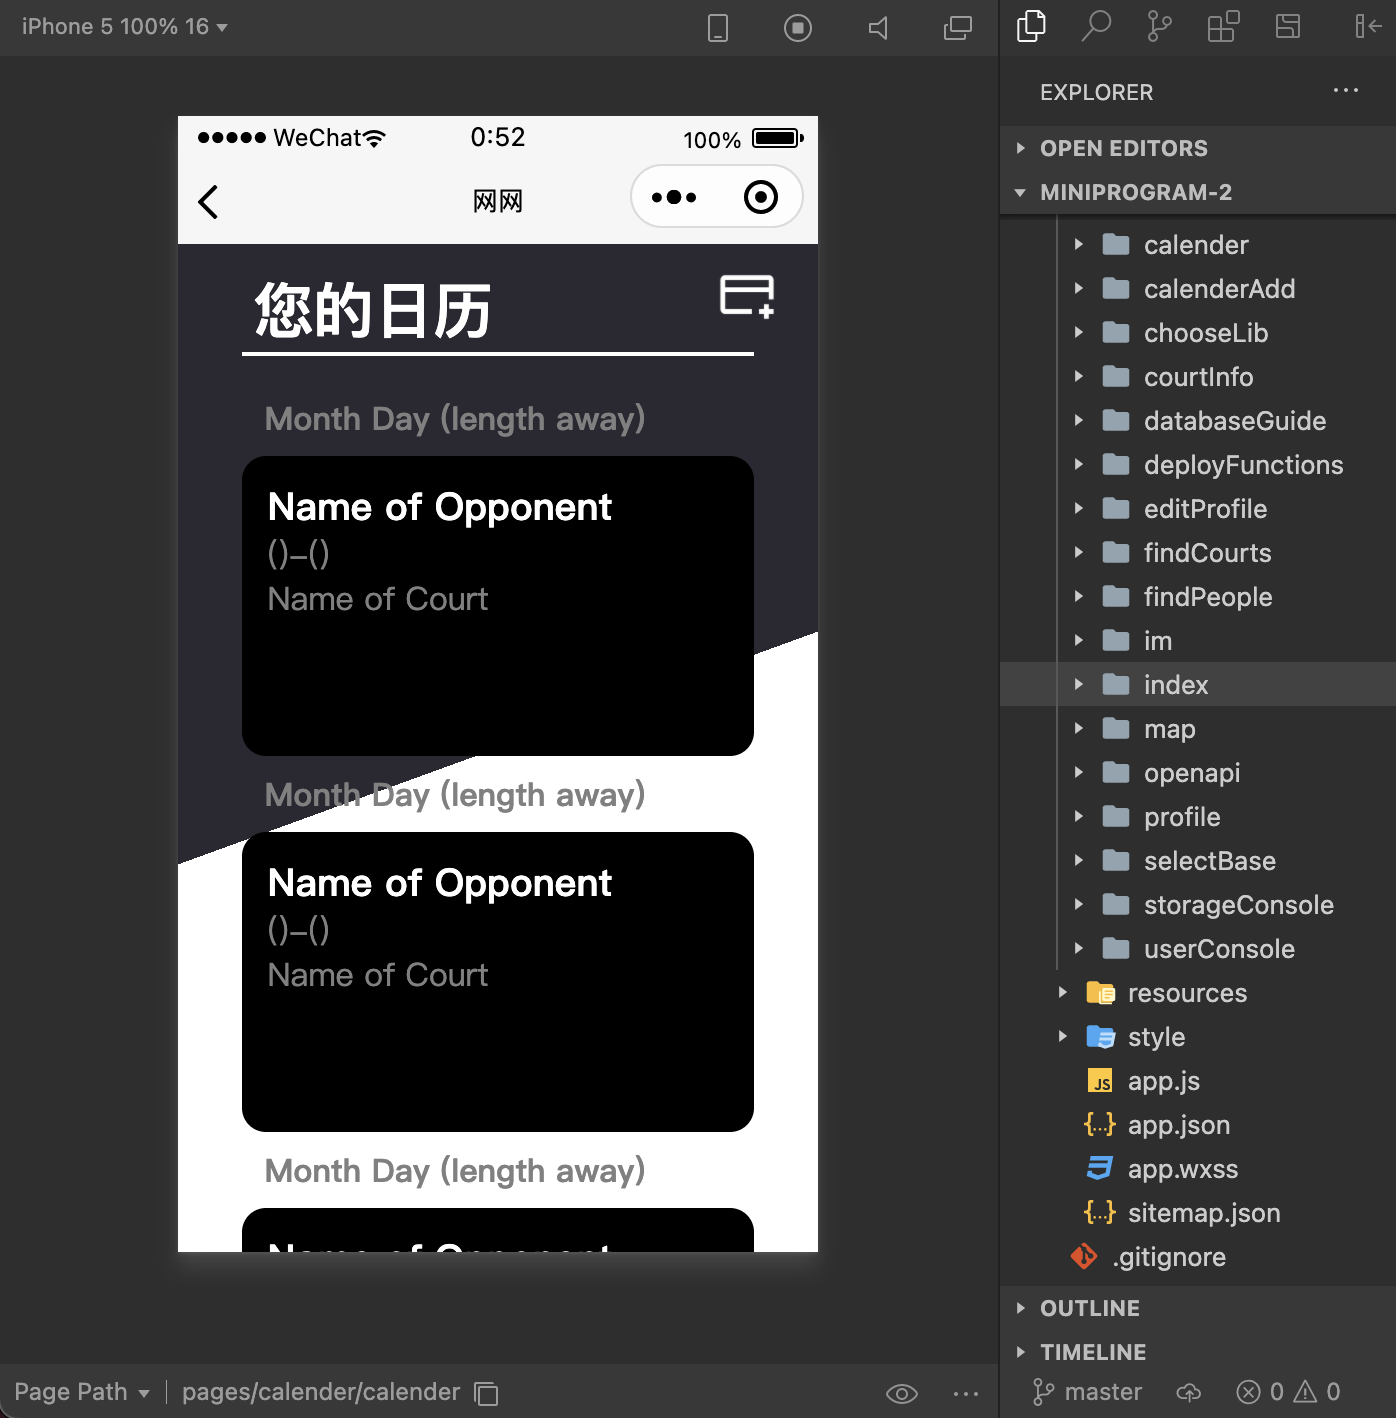 iPhone 5 100% 16
WeChat
0:52
100%
网网
您的日历
Month Day (length away)
Name of Opponent
()–()
Name of Court
Month Day (length away)
Name of Opponent
()–()
Name of Court
Month Day (length away)
Name of Opponent
Page Path
pages/calender/calender
EXPLORER
OPEN EDITORS
MINIPROGRAM-2
calender
calenderAdd
chooseLib
courtInfo
databaseGuide
deployFunctions
editProfile
findCourts
findPeople
im
index
map
openapi
profile
selectBase
storageConsole
userConsole
resources
style
JS app.js
{...} app.json
app.wxss
{...} sitemap.json
.gitignore
OUTLINE
TIMELINE
master
0
0